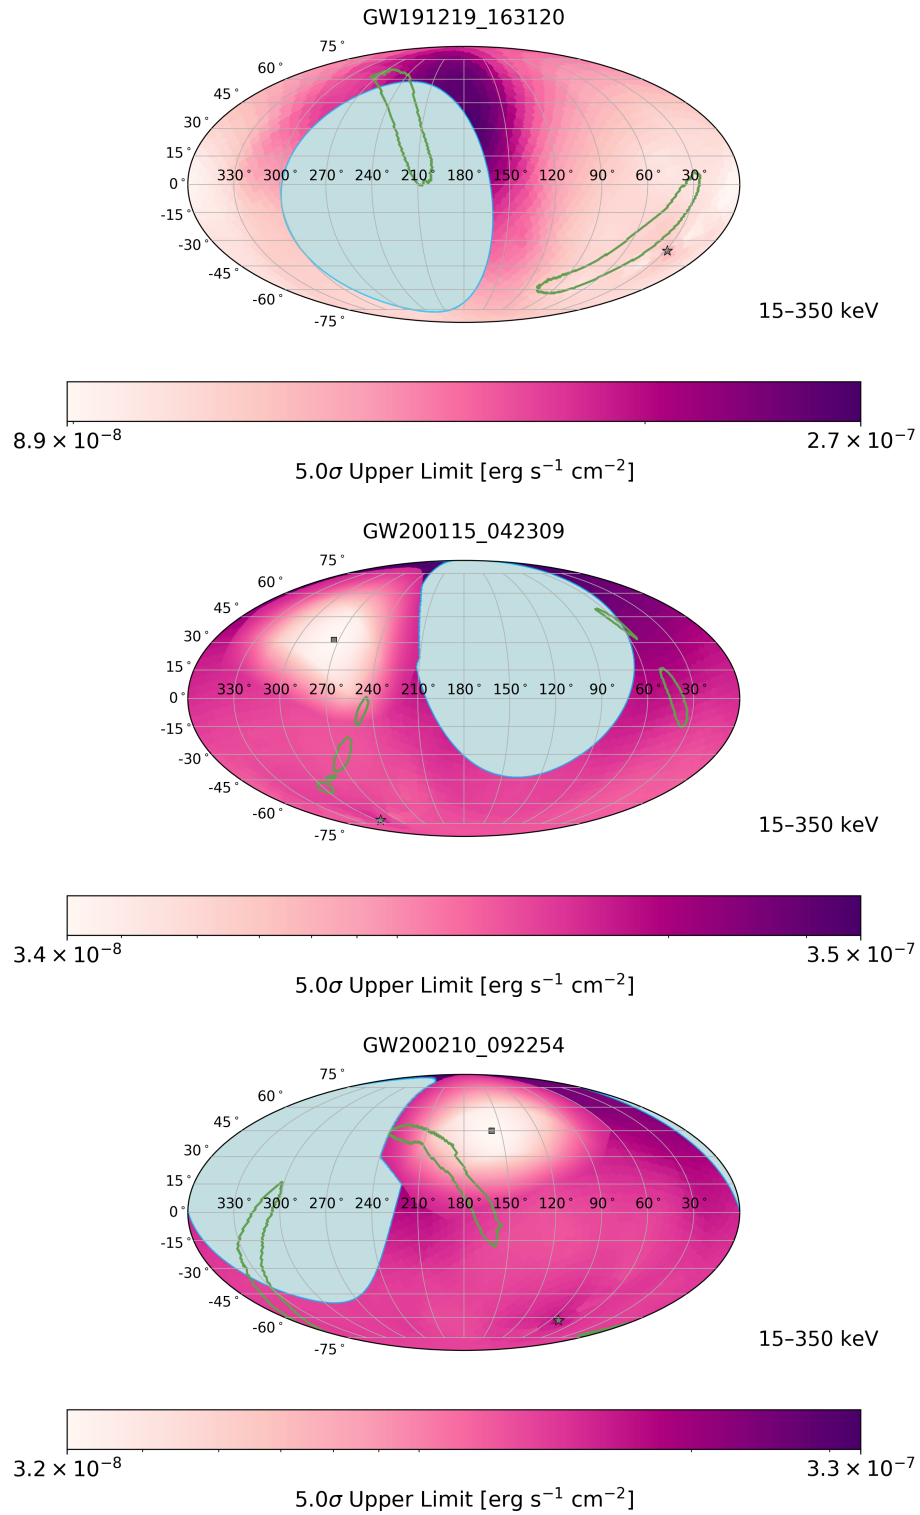 GW191219_163120
75°
60°
45°
30°
15°
330° 300° 270° 240° 210° 180° 150° 120° 90° 60° 30°
0°
-15°
-30°
-45°
-60°
-75°
15–350 keV
8.9 × 10⁻⁸ 2.7 × 10⁻⁷
5.0σ Upper Limit [erg s⁻¹ cm⁻²]
GW200115_042309
75°
60°
45°
30°
15°
330° 300° 270° 240° 210° 180° 150° 120° 90° 60° 30°
0°
-15°
-30°
-45°
-60°
-75°
15–350 keV
3.4 × 10⁻⁸ 3.5 × 10⁻⁷
5.0σ Upper Limit [erg s⁻¹ cm⁻²]
GW200210_092254
75°
60°
45°
30°
15°
330° 300° 270° 240° 210° 180° 150° 120° 90° 60° 30°
0°
-15°
-30°
-45°
-60°
-75°
15–350 keV
3.2 × 10⁻⁸ 3.3 × 10⁻⁷
5.0σ Upper Limit [erg s⁻¹ cm⁻²]